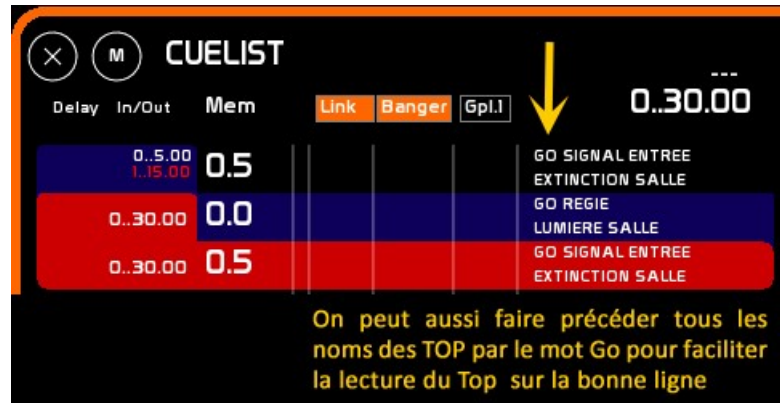 X M CUELIST
---
Delay In/Out Mem Link Banger Gpl.1 0..30.00
0..5.00 0.5 GO SIGNAL ENTREE
1..15.00 EXTINCTION SALLE
0..30.00 0.0 GO REGIE
LUMIERE SALLE
0..30.00 0.5 GO SIGNAL ENTREE
EXTINCTION SALLE
On peut aussi faire précéder tous les
noms des TOP par le mot Go pour faciliter
la lecture du Top sur la bonne ligne